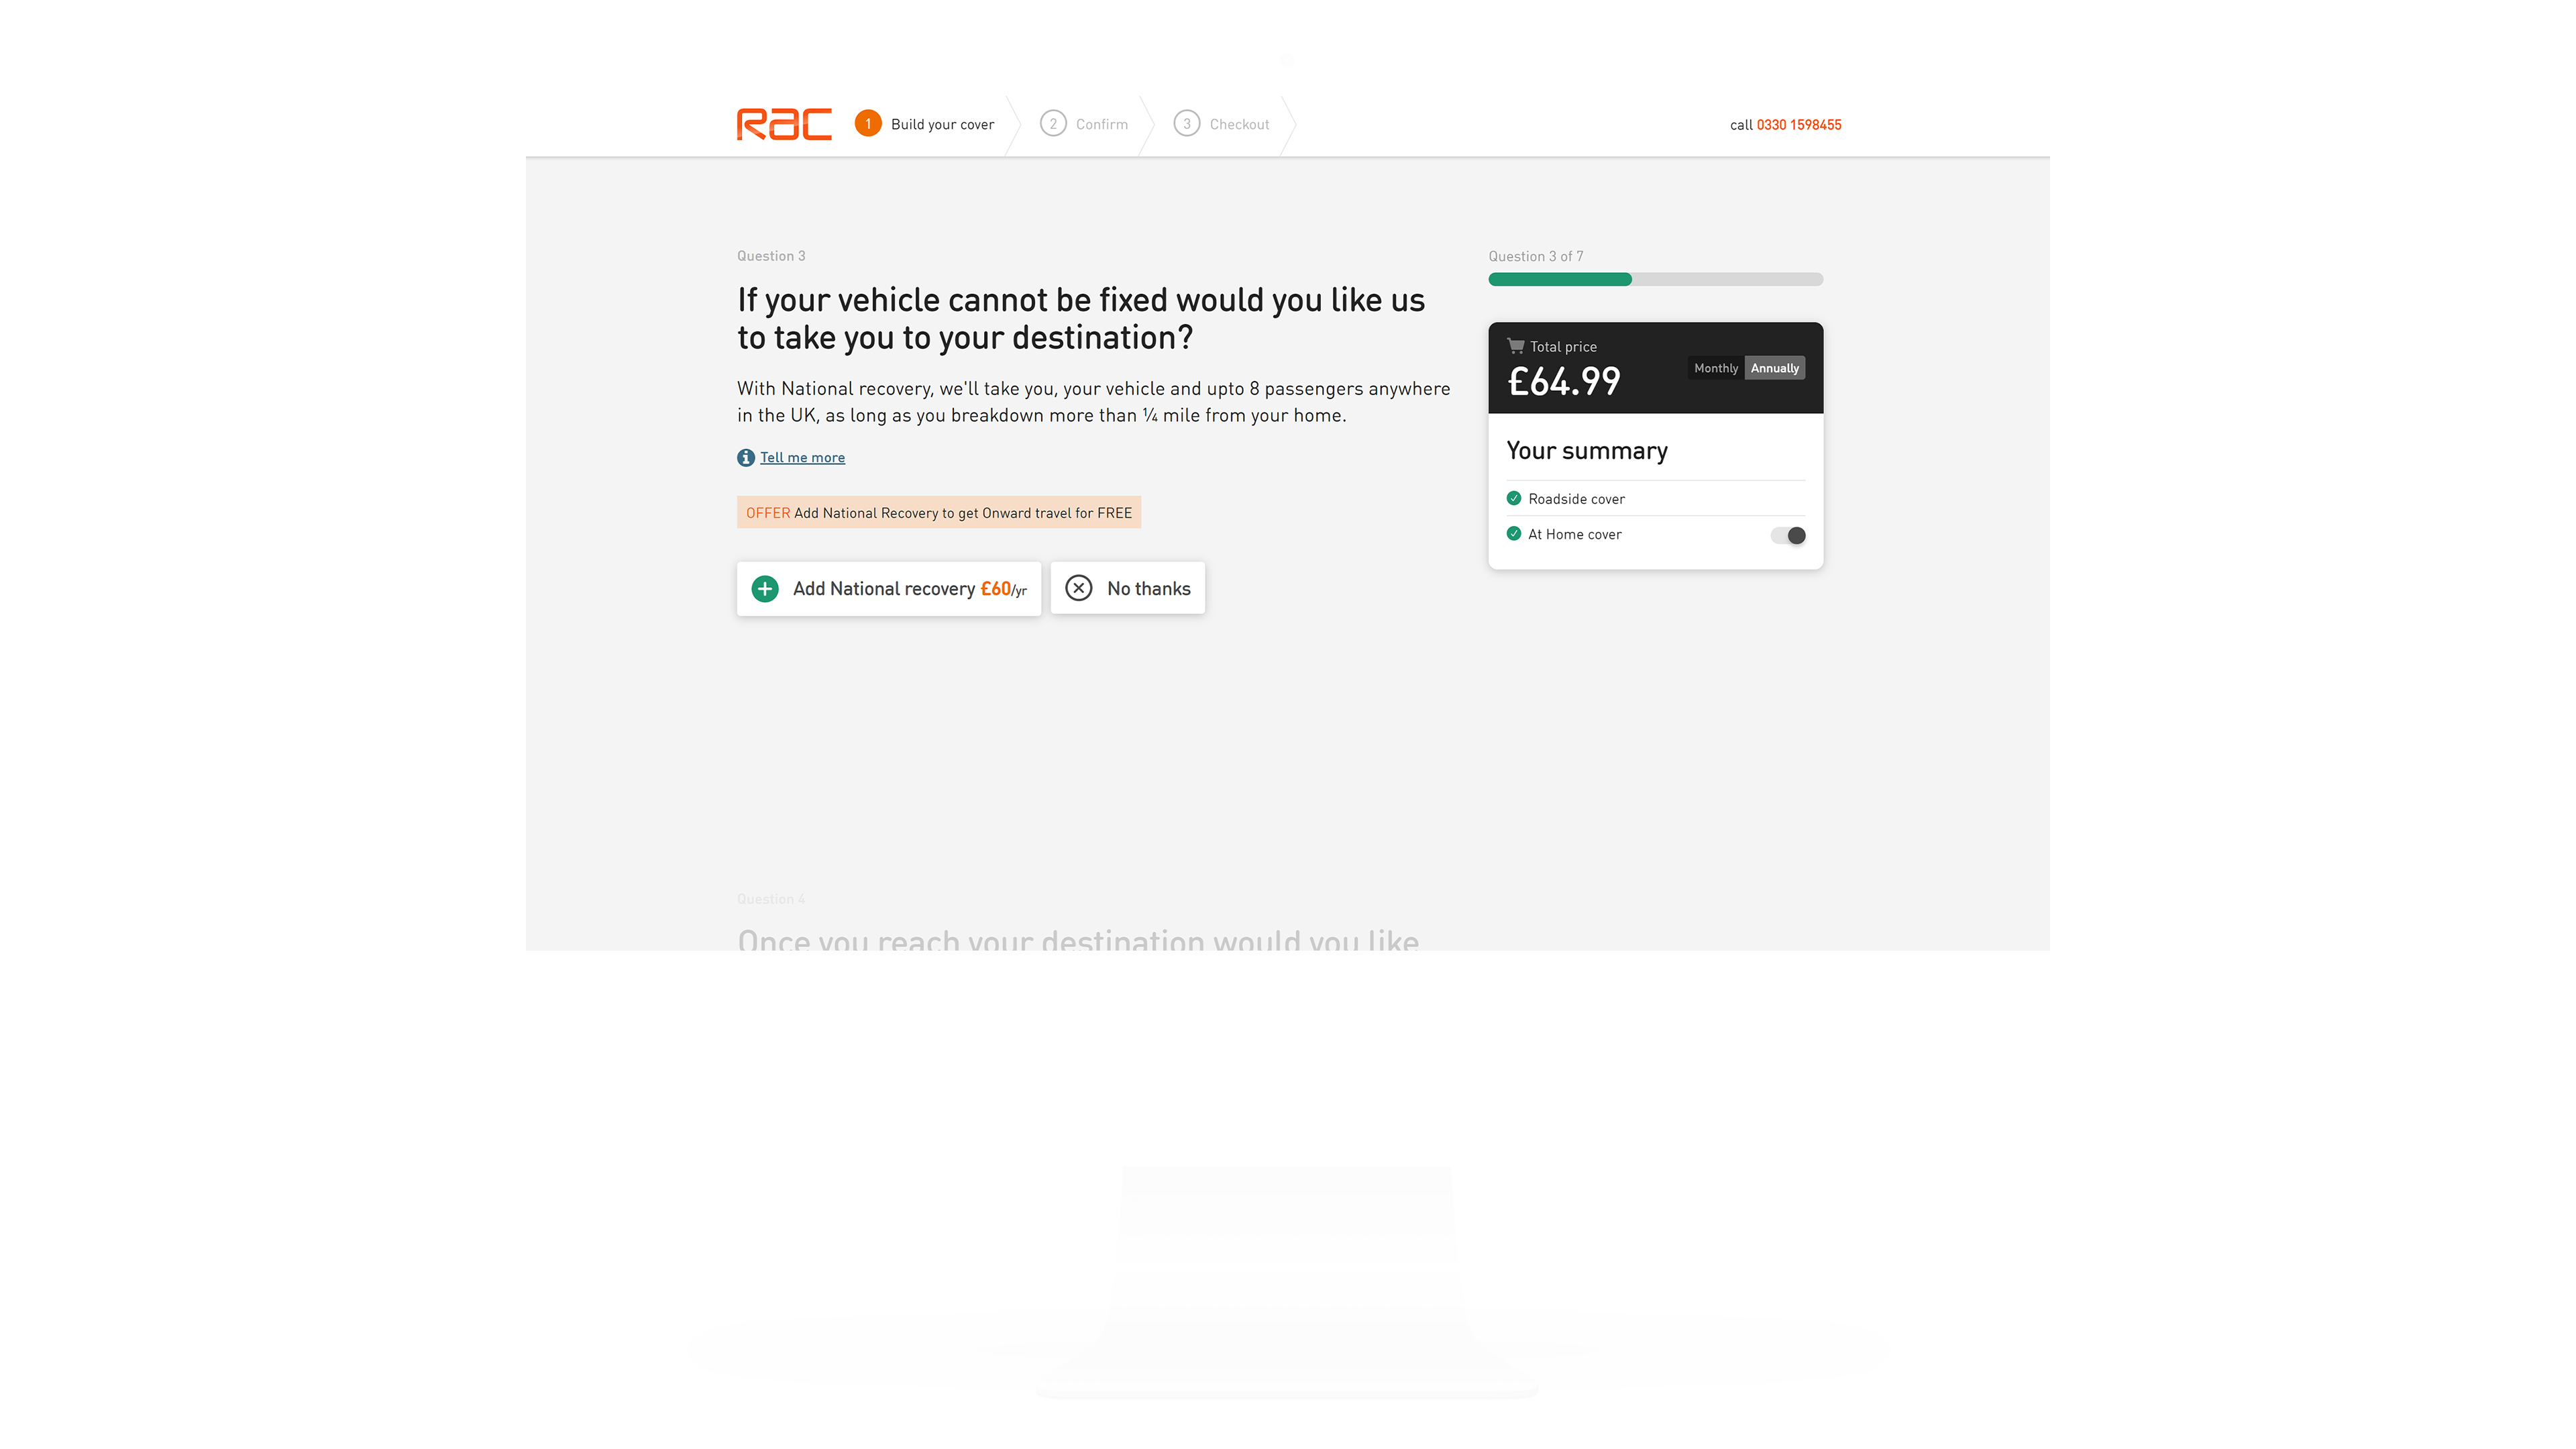 RAC
1 Build your cover
2 Confirm
3 Checkout
call 0330 1598455
Question 3
If your vehicle cannot be fixed would you like us
to take you to your destination?
With National recovery, we'll take you, your vehicle and upto 8 passengers anywhere
in the UK, as long as you breakdown more than ¼ mile from your home.
Tell me more
OFFER Add National Recovery to get Onward travel for FREE
Add National recovery £60/yr
No thanks
Question 3 of 7
Total price
£64.99
Monthly Annually
Your summary
Roadside cover
At Home cover
Question 4
Once you reach your destination would you like